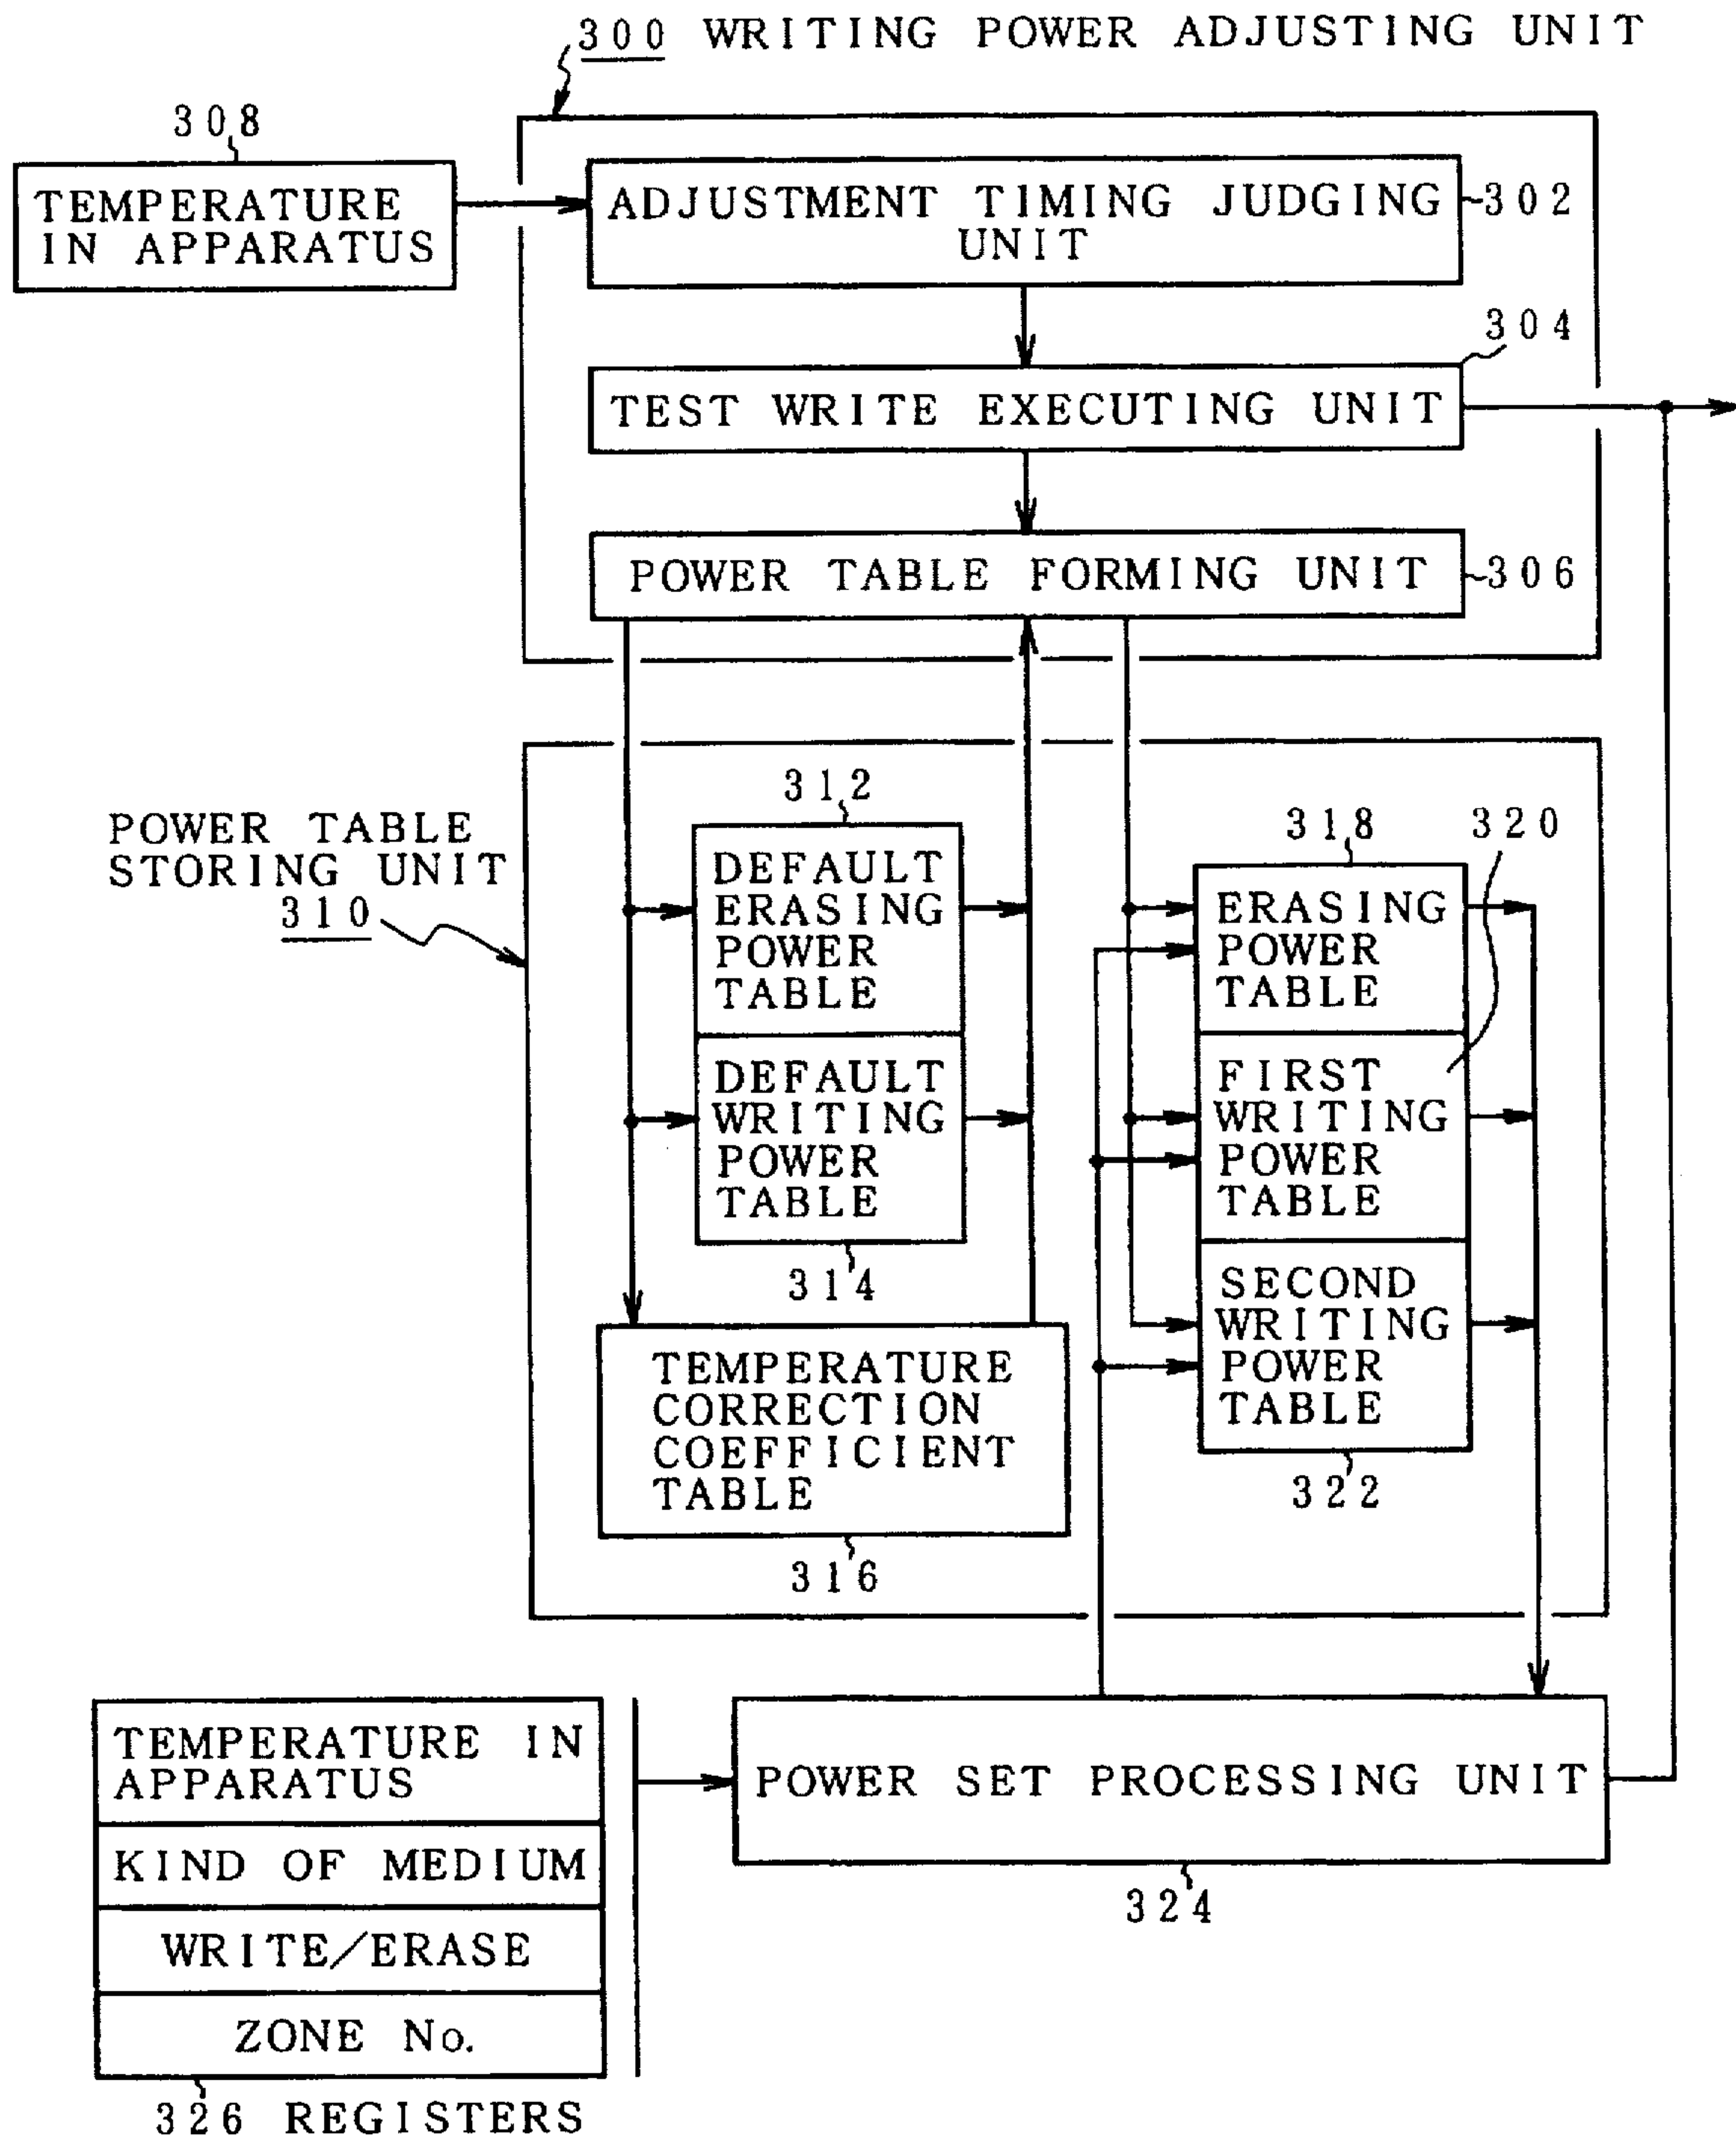 300 WRITING POWER ADJUSTING UNIT
308
TEMPERATURE
IN APPARATUS
ADJUSTMENT TIMING JUDGING
UNIT
302
304
TEST WRITE EXECUTING UNIT
POWER TABLE FORMING UNIT
306
POWER TABLE
STORING UNIT
310
312
DEFAULT
ERASING
POWER
TABLE
DEFAULT
WRITING
POWER
TABLE
314
TEMPERATURE
CORRECTION
COEFFICIENT
TABLE
316
318
320
ERASING
POWER
TABLE
FIRST
WRITING
POWER
TABLE
SECOND
WRITING
POWER
TABLE
322
TEMPERATURE IN
APPARATUS
KIND OF MEDIUM
WRITE/ERASE
ZONE No.
326 REGISTERS
POWER SET PROCESSING UNIT
324